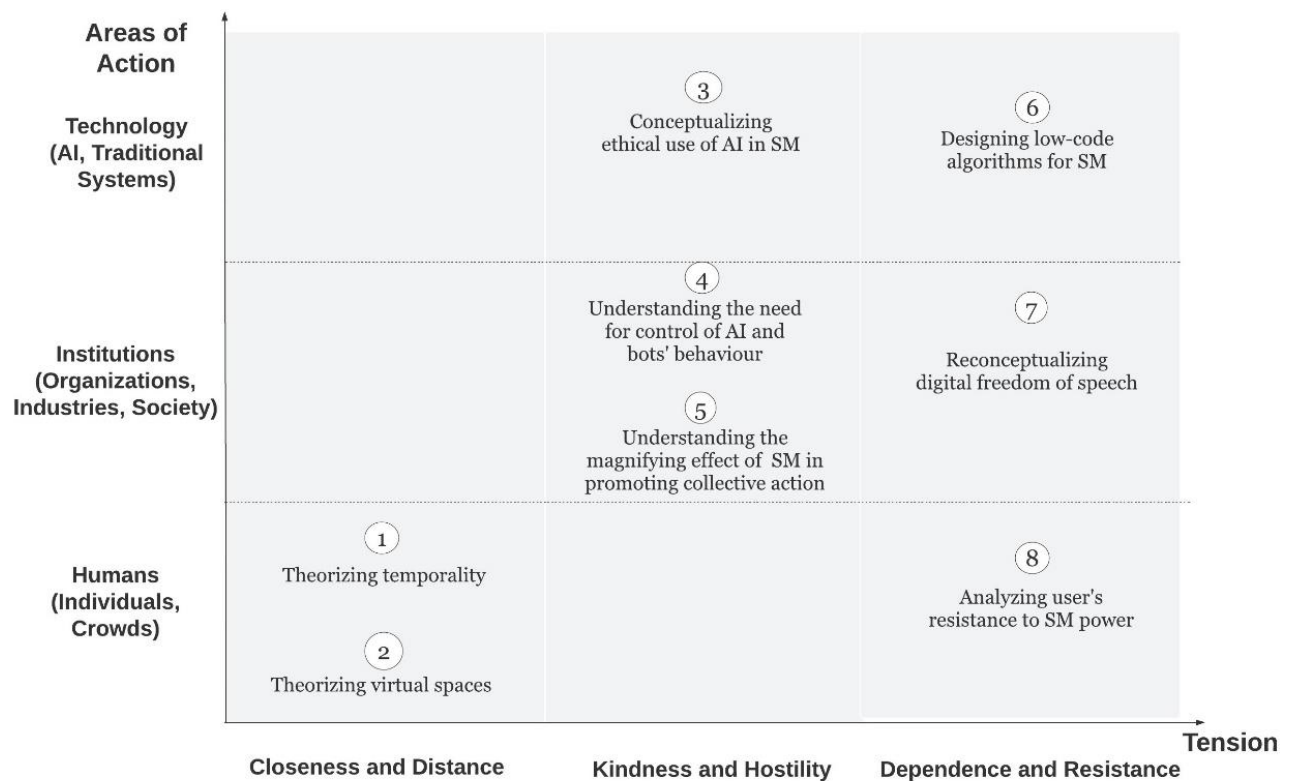 Areas of
Action
Technology
(AI, Traditional
Systems)
3
Conceptualizing
ethical use of AI in SM
6
Designing low-code
algorithms for SM
Institutions
(Organizations,
Industries, Society)
4
Understanding the need
for control of AI and
bots' behaviour
5
Understanding the
magnifying effect of SM in
promoting collective action
7
Reconceptualizing
digital freedom of speech
Humans
(Individuals,
Crowds)
1
Theorizing temporality
2
Theorizing virtual spaces
8
Analyzing user's
resistance to SM power
Tension
Closeness and Distance
Kindness and Hostility
Dependence and Resistance